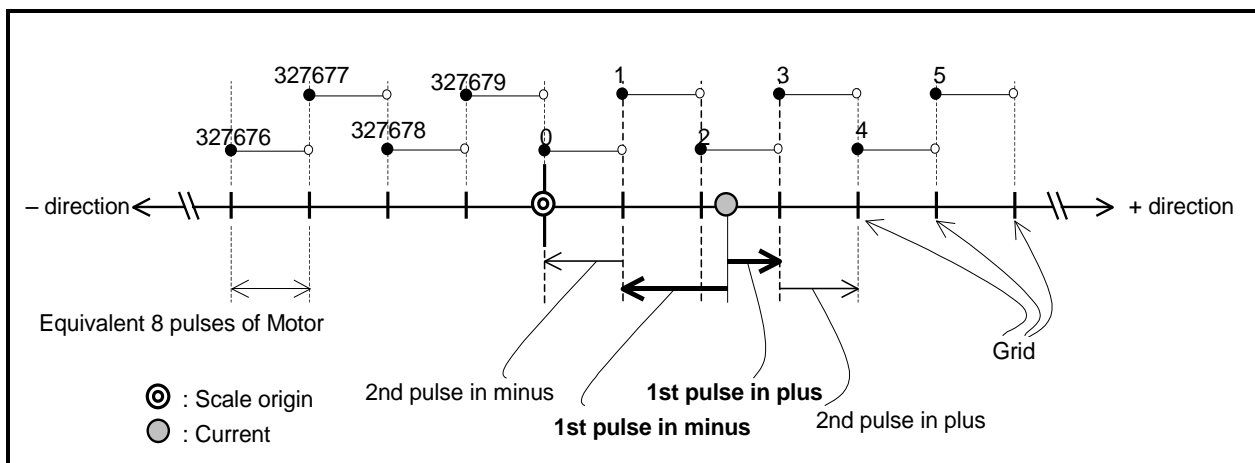 327677
327679
1
3
5
327676
327678
0
2
4
– direction
+ direction
Equivalent 8 pulses of Motor
Grid
2nd pulse in minus
1st pulse in plus
: Scale origin
2nd pulse in plus
1st pulse in minus
: Current